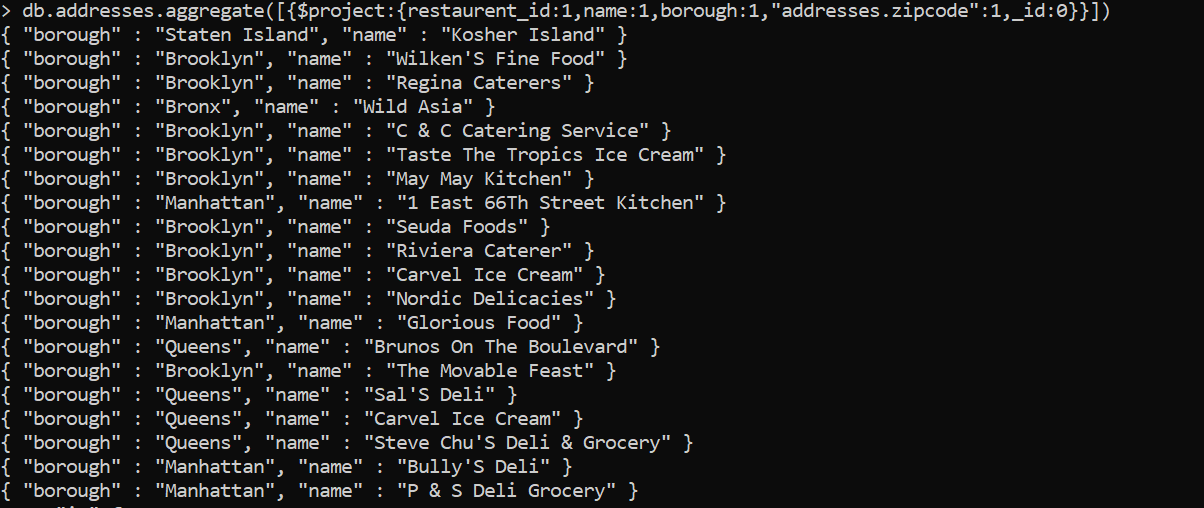 > db.addresses.aggregate([{$project:{restaurent_id:1,name:1,borough:1,"addresses.zipcode":1,_id:0}}])
{ "borough" : "Staten Island", "name" : "Kosher Island" }
{ "borough" : "Brooklyn", "name" : "Wilken'S Fine Food" }
{ "borough" : "Brooklyn", "name" : "Regina Caterers" }
{ "borough" : "Bronx", "name" : "Wild Asia" }
{ "borough" : "Brooklyn", "name" : "C & C Catering Service" }
{ "borough" : "Brooklyn", "name" : "Taste The Tropics Ice Cream" }
{ "borough" : "Brooklyn", "name" : "May May Kitchen" }
{ "borough" : "Manhattan", "name" : "1 East 66Th Street Kitchen" }
{ "borough" : "Brooklyn", "name" : "Seuda Foods" }
{ "borough" : "Brooklyn", "name" : "Riviera Caterer" }
{ "borough" : "Brooklyn", "name" : "Carvel Ice Cream" }
{ "borough" : "Brooklyn", "name" : "Nordic Delicacies" }
{ "borough" : "Manhattan", "name" : "Glorious Food" }
{ "borough" : "Queens", "name" : "Brunos On The Boulevard" }
{ "borough" : "Brooklyn", "name" : "The Movable Feast" }
{ "borough" : "Queens", "name" : "Sal'S Deli" }
{ "borough" : "Queens", "name" : "Carvel Ice Cream" }
{ "borough" : "Queens", "name" : "Steve Chu'S Deli & Grocery" }
{ "borough" : "Manhattan", "name" : "Bully'S Deli" }
{ "borough" : "Manhattan", "name" : "P & S Deli Grocery" }